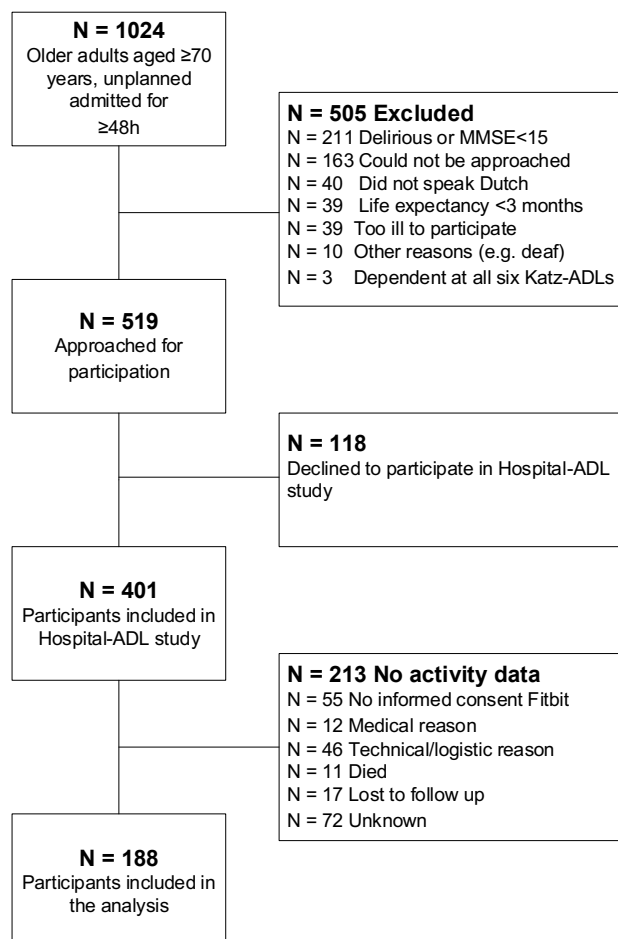 N = 1024
Older adults aged ≥70
years, unplanned
admitted for
≥48h
N = 505 Excluded
N = 211 Delirious or MMSE<15
N = 163 Could not be approached
N = 40 Did not speak Dutch
N = 39 Life expectancy <3 months
N = 39 Too ill to participate
N = 10 Other reasons (e.g. deaf)
N = 3 Dependent at all six Katz-ADLs
N = 519
Approached for
participation
N = 118
Declined to participate in Hospital-ADL
study
N = 401
Participants included in
Hospital-ADL study
N = 213 No activity data
N = 55 No informed consent Fitbit
N = 12 Medical reason
N = 46 Technical/logistic reason
N = 11 Died
N = 17 Lost to follow up
N = 72 Unknown
N = 188
Participants included in
the analysis